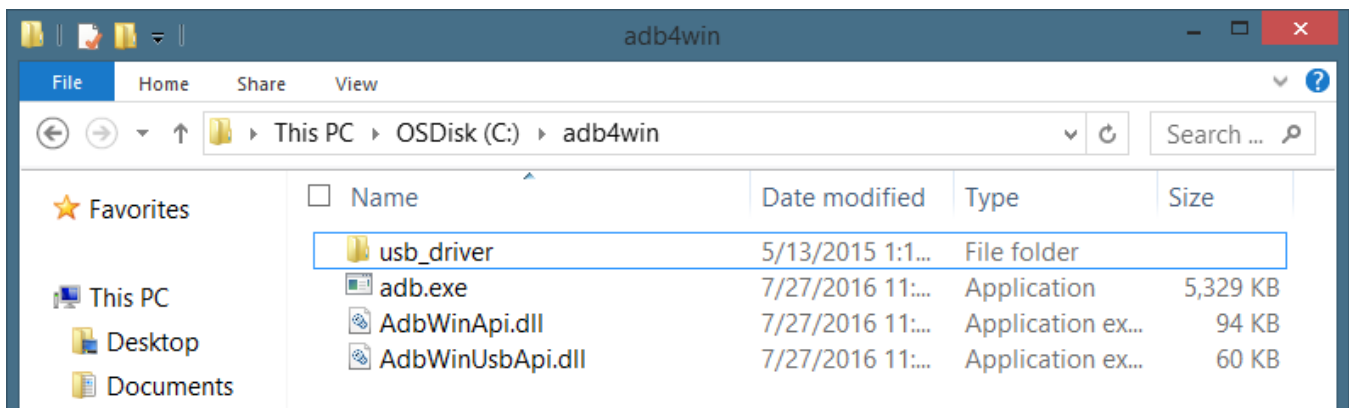 adb4win
File Home Share View
This PC OSDisk (C:) adb4win Search ...
Favorites
Name Date modified Type Size
usb_driver 5/13/2015 1:1... File folder
This PC
adb.exe 7/27/2016 11:... Application 5,329 KB
Desktop
AdbWinApi.dll 7/27/2016 11:... Application ex... 94 KB
Documents
AdbWinUsbApi.dll 7/27/2016 11:... Application ex... 60 KB